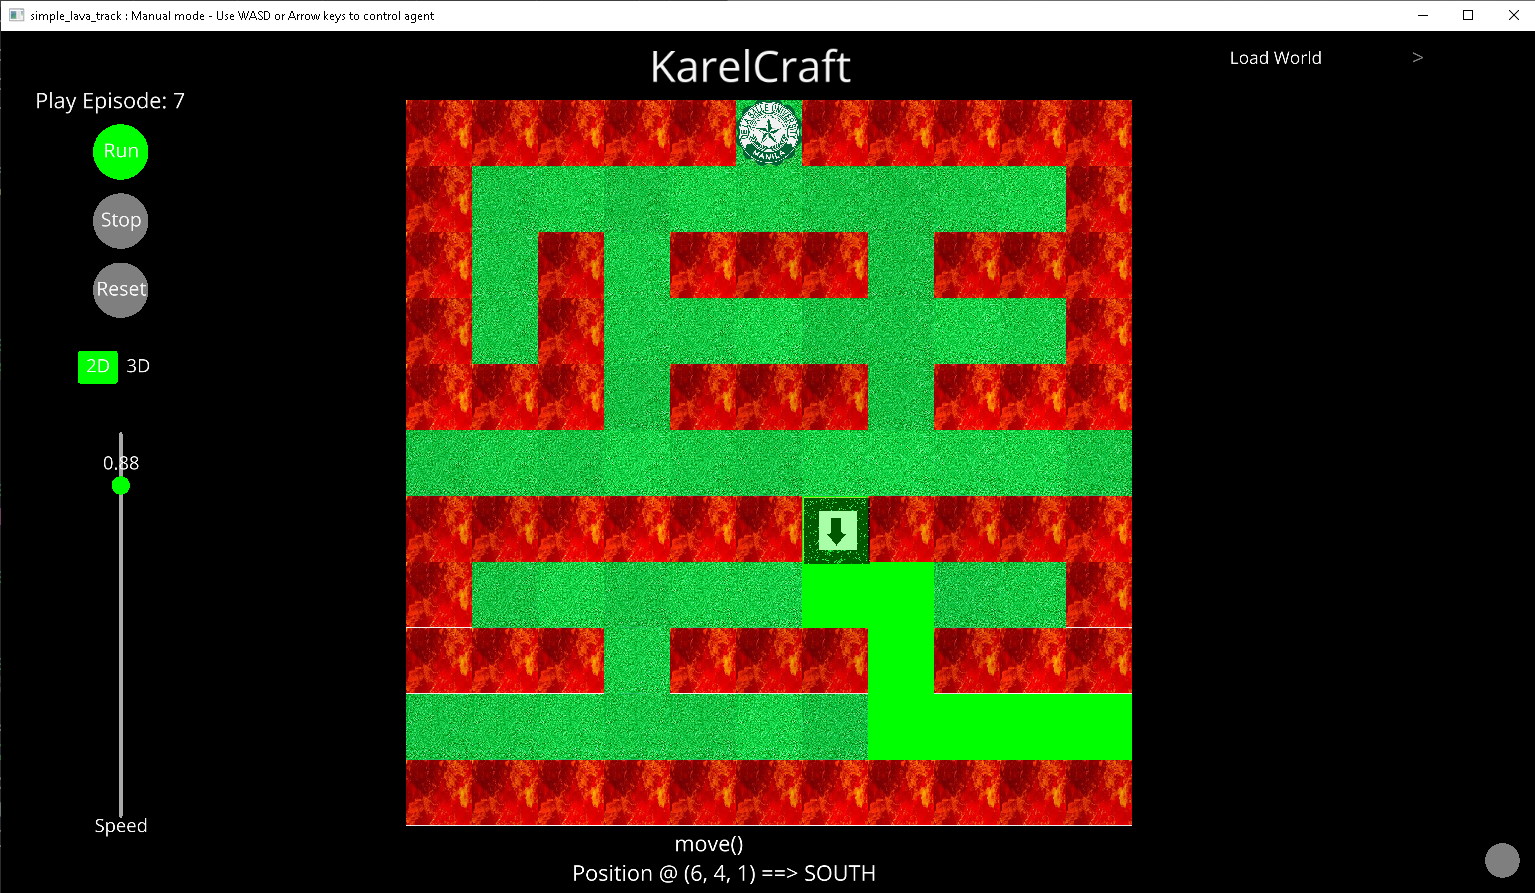 simple_lava_track : Manual mode - Use WASD or Arrow keys to control agent
KarelCraft
Load World >
Play Episode: 7
Run
Stop
Reset
2D 3D
0.88
Speed
MANILA
move()
Position @ (6, 4, 1) ==> SOUTH